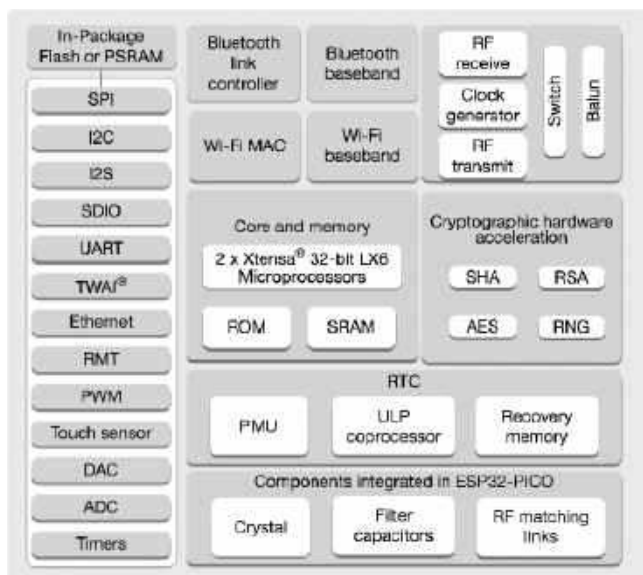 In-Package
Flash or PSRAM
SPI
I2C
I2S
SDIO
UART
TWAI®
Ethernet
RMT
PWM
Touch sensor
DAC
ADC
Timers
Bluetooth
link
controller
Bluetooth
baseband
Wi-Fi MAC
Wi-Fi
baseband
RF
receive
Clock
generator
RF
transmit
Switch
Balun
Core and memory
2 x Xtensa® 32-bit LX6
Microprocessors
ROM
SRAM
Cryptographic hardware
acceleration
SHA
RSA
AES
RNG
RTC
PMU
ULP
coprocessor
Recovery
memory
Components integrated in ESP32-PICO
Crystal
Filter
capacitors
RF matching
links